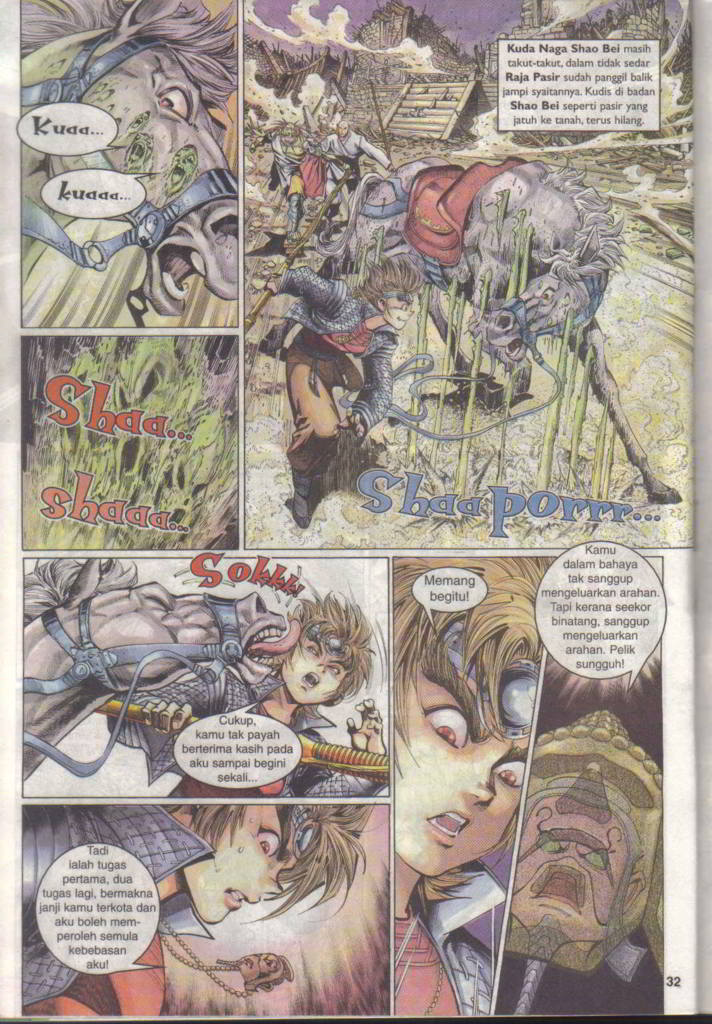 Kuaa...
kuaaa...
Kuda Naga Shao Bei masih
takut-takut, dalam tidak sedar
Raja Pasir sudah panggil balik
jampi syaitannya. Kudis di badan
Shao Bei seperti pasir yang
jatuh ke tanah, terus hilang.
Shaa...
shaaa...
Shaa porrr...
Sokkk
Cukup,
kamu tak payah
berterima kasih pada
aku sampai begini
sekali...
Memang
begitu!
Kamu
dalam bahaya
tak sanggup
mengeluarkan arahan.
Tapi kerana seekor
binatang, sanggup
mengeluarkan
arahan. Pelik
sungguh!
Tadi
ialah tugas
pertama, dua
tugas lagi, bermakna
janji kamu terkota dan
aku boleh mem-
peroleh semula
kebebasan
aku!
32